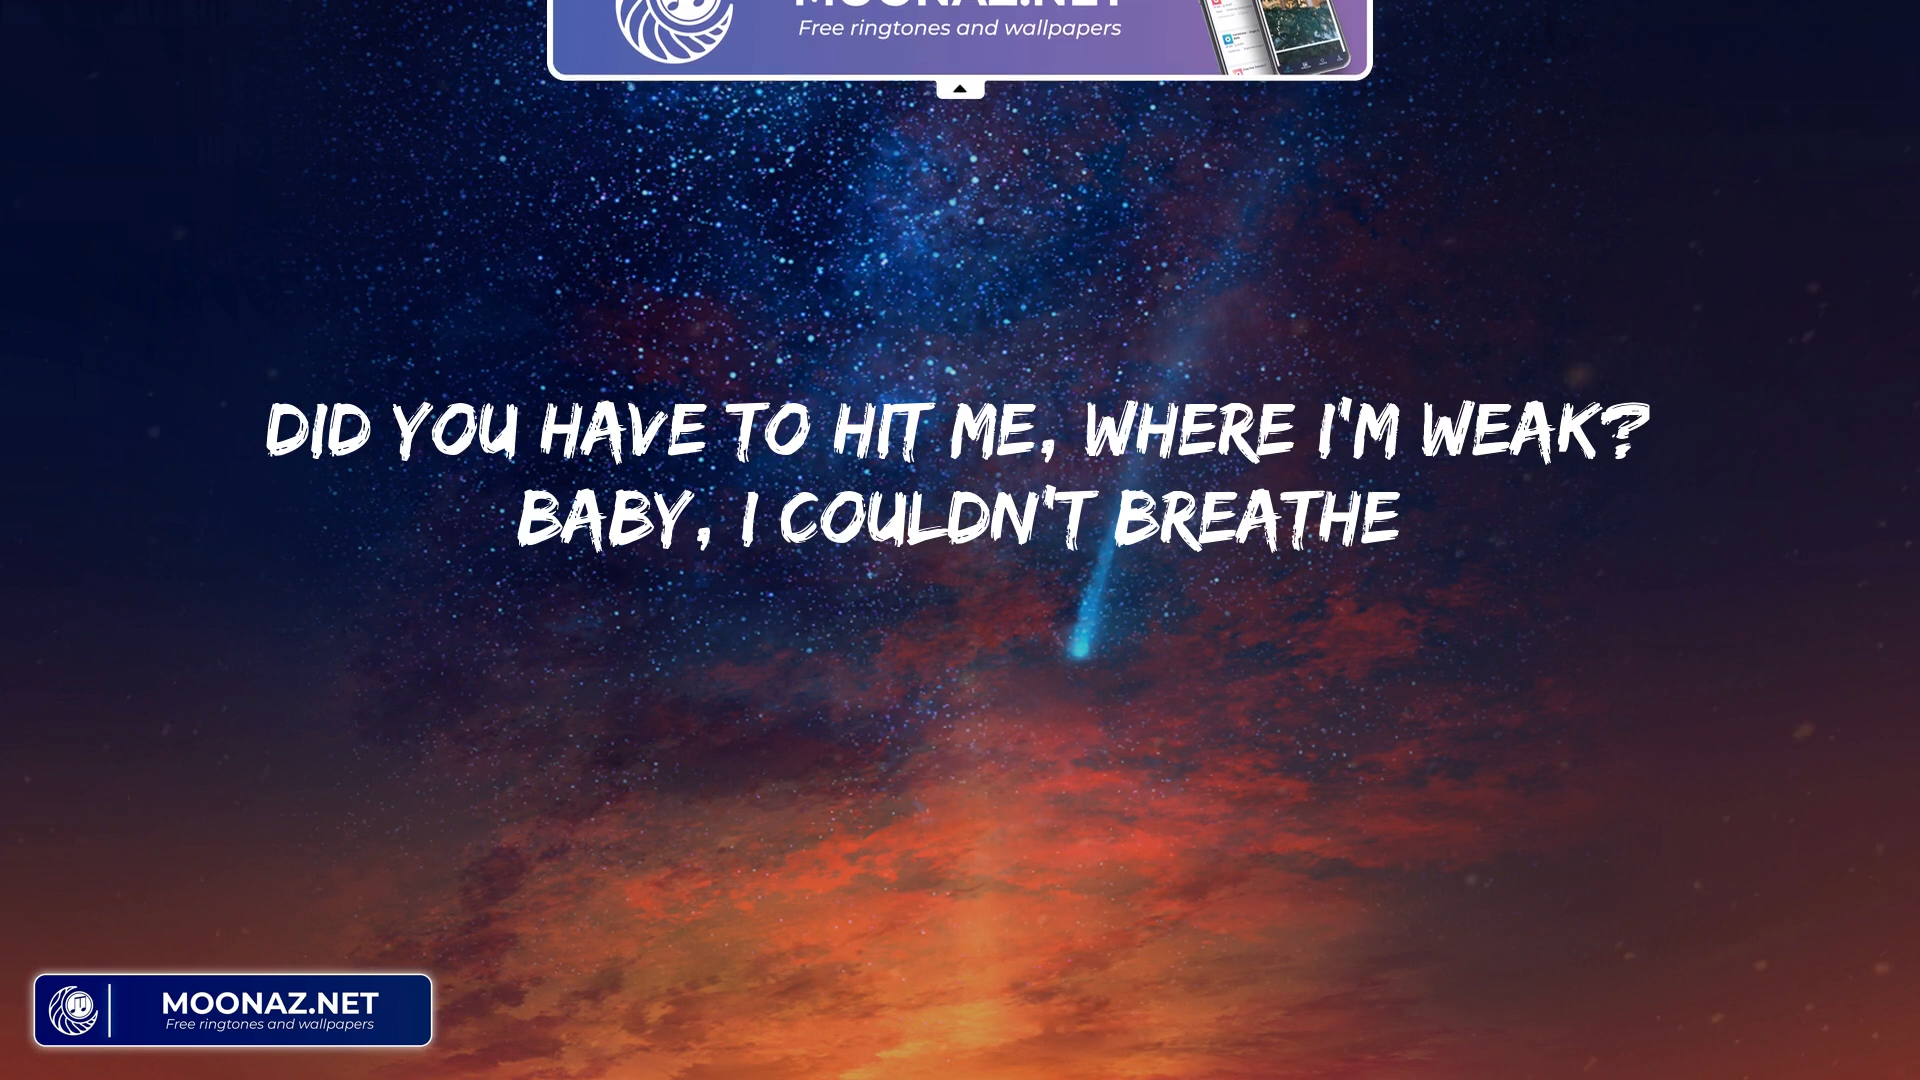 MOONAZ.NET
Free ringtones and wallpapers
DID YOU HAVE TO HIT ME, WHERE I'M WEAK?
BABY, I COULDN'T BREATHE
MOONAZ.NET
Free ringtones and wallpapers